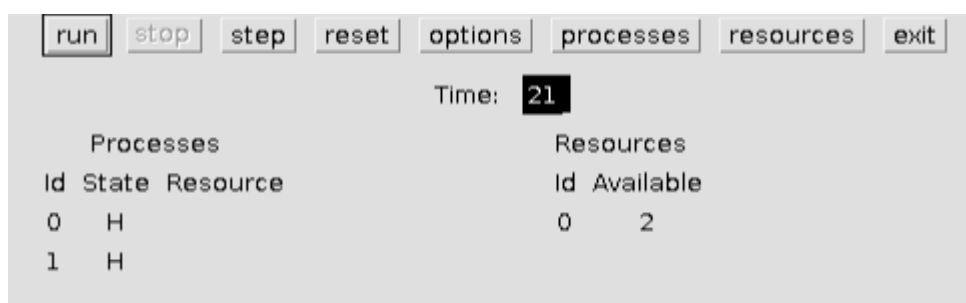 run stop step reset options processes resources exit
Time: 21
Processes Resources
Id State Resource Id Available
0 H 0 2
1 H